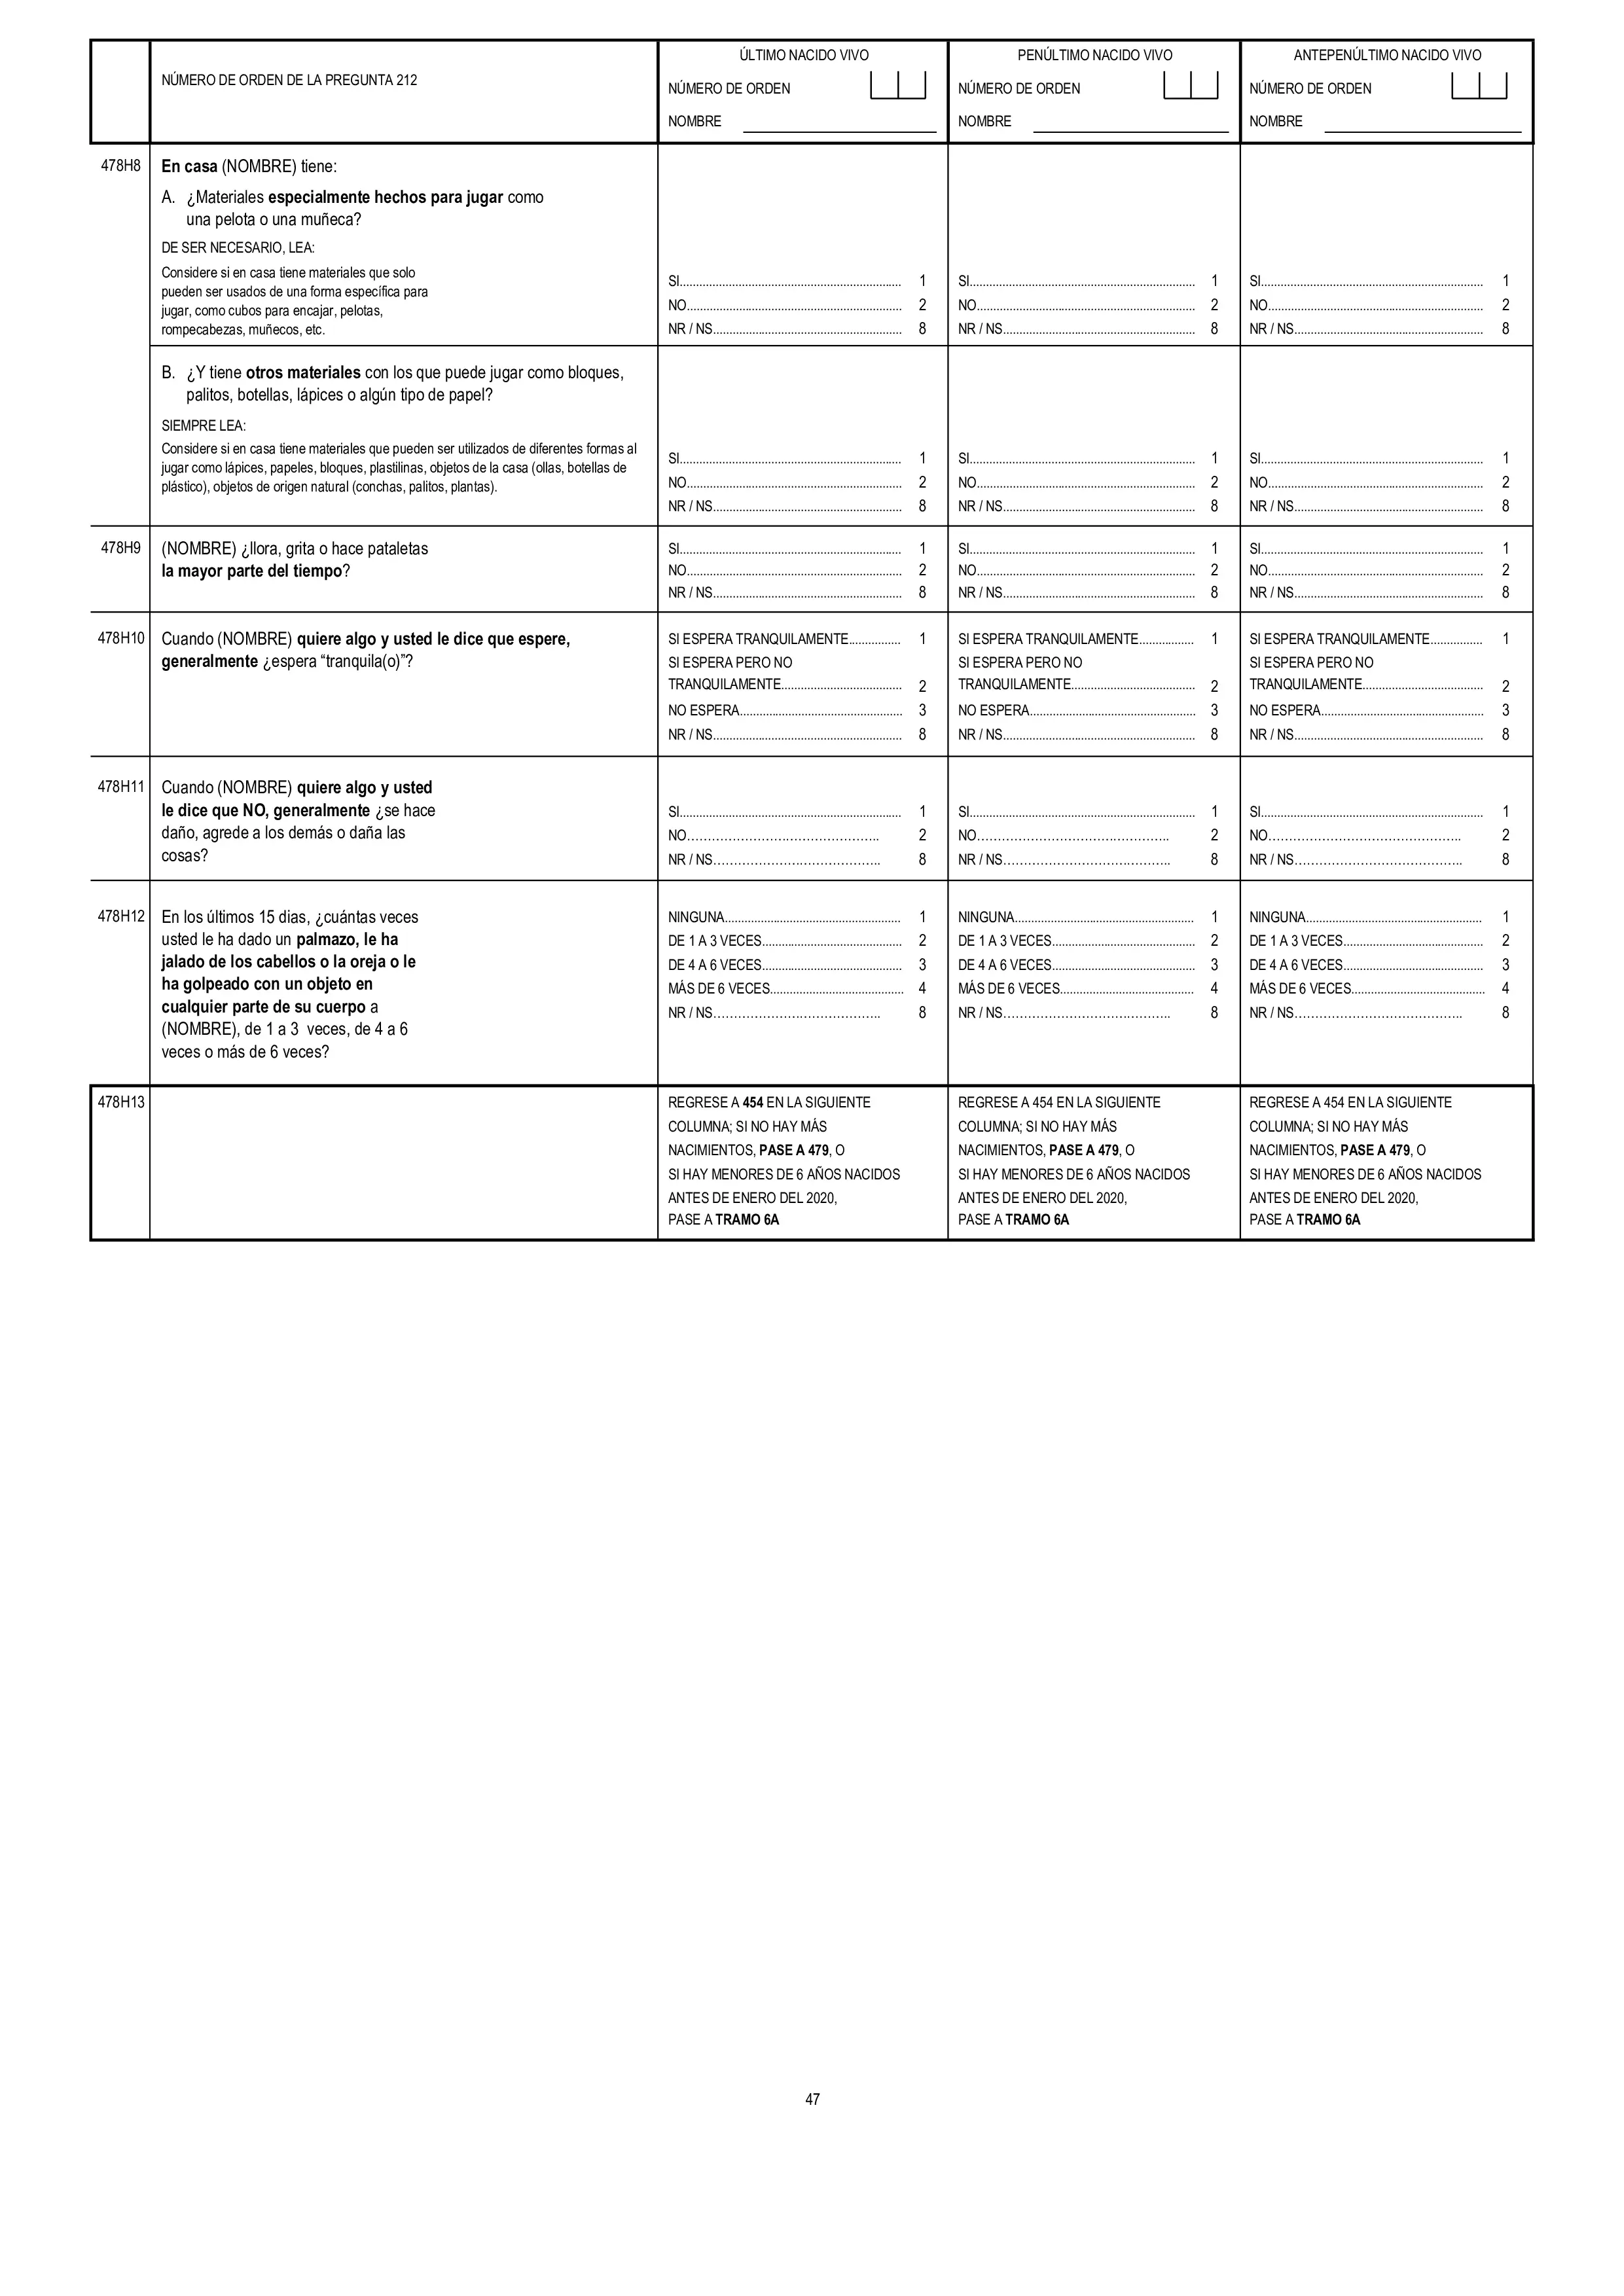 NÚMERO DE ORDEN DE LA PREGUNTA 212
ÚLTIMO NACIDO VIVO
NÚMERO DE ORDEN
NOMBRE
PENÚLTIMO NACIDO VIVO
NÚMERO DE ORDEN
NOMBRE
ANTEPENÚLTIMO NACIDO VIVO
NÚMERO DE ORDEN
NOMBRE
478H8
En casa (NOMBRE) tiene:
A. ¿Materiales especialmente hechos para jugar como
una pelota o una muñeca?
DE SER NECESARIO, LEA:
Considere si en casa tiene materiales que solo
pueden ser usados de una forma específica para
jugar, como cubos para encajar, pelotas,
rompecabezas, muñecos, etc.
SI.................... 1
NO.................... 2
NR / NS.................... 8
SI.................... 1
NO.................... 2
NR / NS.................... 8
SI.................... 1
NO.................... 2
NR / NS.................... 8
B. ¿Y tiene otros materiales con los que puede jugar como bloques,
palitos, botellas, lápices o algún tipo de papel?
SIEMPRE LEA:
Considere si en casa tiene materiales que pueden ser utilizados de diferentes formas al
jugar como lápices, papeles, bloques, plastilinas, objetos de la casa (ollas, botellas de
plástico), objetos de origen natural (conchas, palitos, plantas).
SI.................... 1
NO.................... 2
NR / NS.................... 8
SI.................... 1
NO.................... 2
NR / NS.................... 8
SI.................... 1
NO.................... 2
NR / NS.................... 8
478H9
(NOMBRE) ¿llora, grita o hace pataletas
la mayor parte del tiempo?
SI.................... 1
NO.................... 2
NR / NS.................... 8
SI.................... 1
NO.................... 2
NR / NS.................... 8
SI.................... 1
NO.................... 2
NR / NS.................... 8
478H10
Cuando (NOMBRE) quiere algo y usted le dice que espere,
generalmente ¿espera “tranquila(o)”?
SI ESPERA TRANQUILAMENTE................ 1
SI ESPERA PERO NO
TRANQUILAMENTE.................... 2
NO ESPERA.................... 3
NR / NS.................... 8
SI ESPERA TRANQUILAMENTE................ 1
SI ESPERA PERO NO
TRANQUILAMENTE.................... 2
NO ESPERA.................... 3
NR / NS.................... 8
SI ESPERA TRANQUILAMENTE................ 1
SI ESPERA PERO NO
TRANQUILAMENTE.................... 2
NO ESPERA.................... 3
NR / NS.................... 8
478H11
Cuando (NOMBRE) quiere algo y usted
le dice que NO, generalmente ¿se hace
daño, agrede a los demás o daña las
cosas?
SI.................... 1
NO.................... 2
NR / NS.................... 8
SI.................... 1
NO.................... 2
NR / NS.................... 8
SI.................... 1
NO.................... 2
NR / NS.................... 8
478H12
En los últimos 15 dias, ¿cuántas veces
usted le ha dado un palmazo, le ha
jalado de los cabellos o la oreja o le
ha golpeado con un objeto en
cualquier parte de su cuerpo a
(NOMBRE), de 1 a 3 veces, de 4 a 6
veces o más de 6 veces?
NINGUNA.................... 1
DE 1 A 3 VECES.................... 2
DE 4 A 6 VECES.................... 3
MÁS DE 6 VECES.................... 4
NR / NS.................... 8
NINGUNA.................... 1
DE 1 A 3 VECES.................... 2
DE 4 A 6 VECES.................... 3
MÁS DE 6 VECES.................... 4
NR / NS.................... 8
NINGUNA.................... 1
DE 1 A 3 VECES.................... 2
DE 4 A 6 VECES.................... 3
MÁS DE 6 VECES.................... 4
NR / NS.................... 8
478H13
REGRESE A 454 EN LA SIGUIENTE
COLUMNA; SI NO HAY MÁS
NACIMIENTOS, PASE A 479, O
SI HAY MENORES DE 6 AÑOS NACIDOS
ANTES DE ENERO DEL 2020,
PASE A TRAMO 6A
REGRESE A 454 EN LA SIGUIENTE
COLUMNA; SI NO HAY MÁS
NACIMIENTOS, PASE A 479, O
SI HAY MENORES DE 6 AÑOS NACIDOS
ANTES DE ENERO DEL 2020,
PASE A TRAMO 6A
REGRESE A 454 EN LA SIGUIENTE
COLUMNA; SI NO HAY MÁS
NACIMIENTOS, PASE A 479, O
SI HAY MENORES DE 6 AÑOS NACIDOS
ANTES DE ENERO DEL 2020,
PASE A TRAMO 6A
47